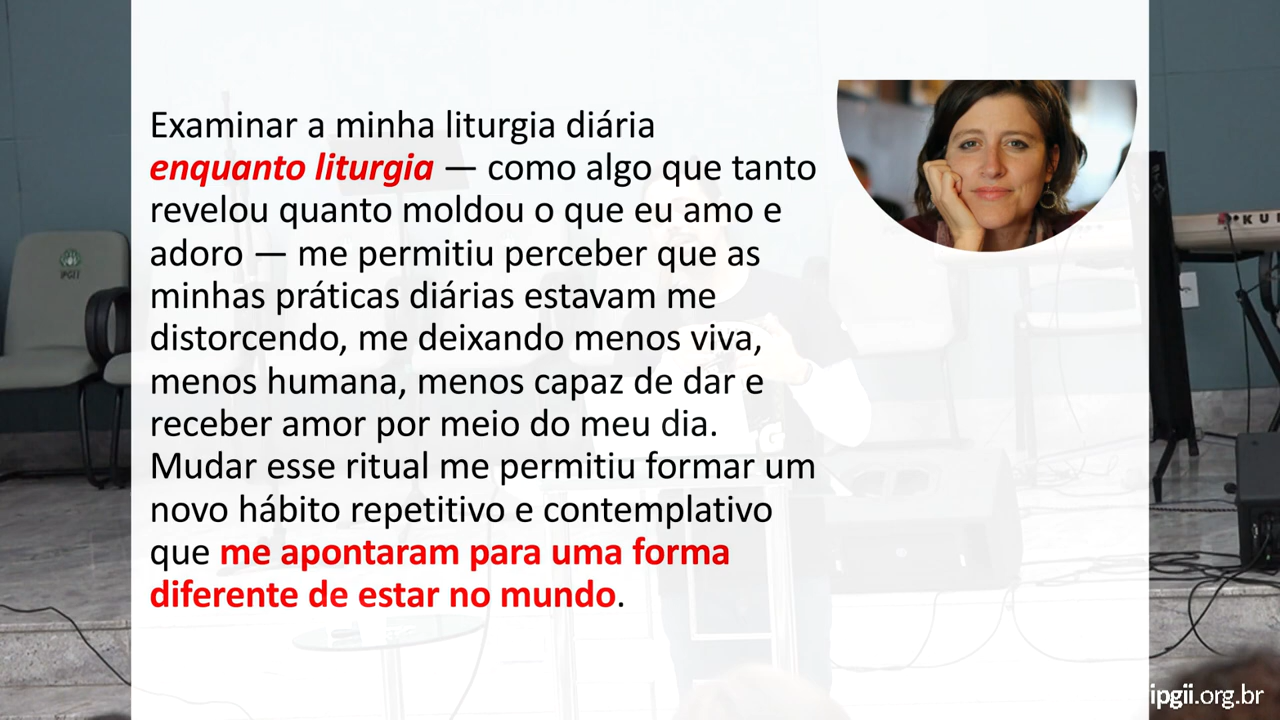 Examinar a minha liturgia diária
enquanto liturgia — como algo que tanto
revelou quanto moldou o que eu amo e
adoro — me permitiu perceber que as
minhas práticas diárias estavam me
distorcendo, me deixando menos viva,
menos humana, menos capaz de dar e
receber amor por meio do meu dia.
Mudar esse ritual me permitiu formar um
novo hábito repetitivo e contemplativo
que me apontaram para uma forma
diferente de estar no mundo.
IPGII
KUR
ipgii.org.br